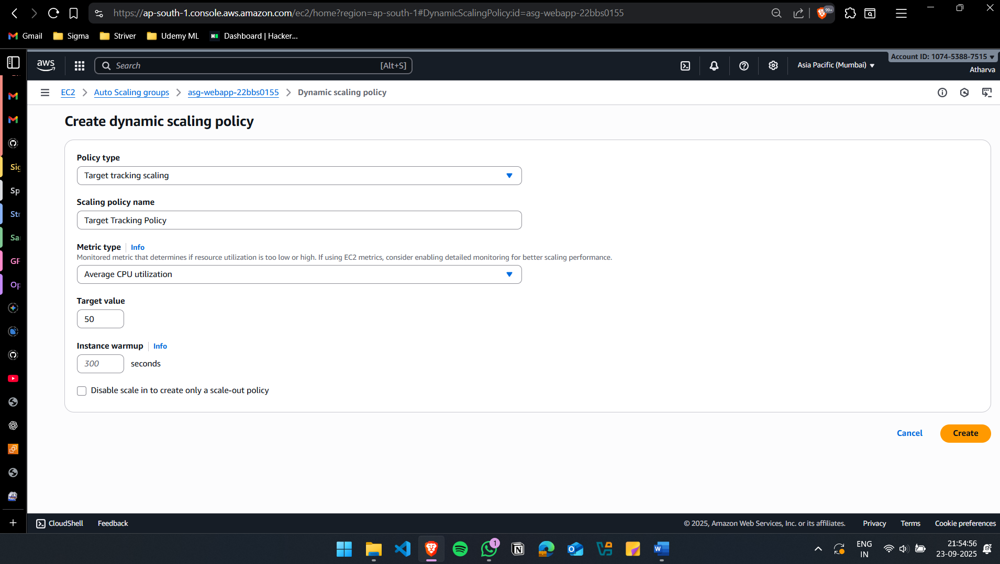 https://ap-south-1.console.aws.amazon.com/ec2/home?region=ap-south-1#DynamicScalingPolicy:id=asg-webapp-22bbs0155
99+
Gmail
Sigma
Striver
Udemy ML
Dashboard | Hacker...
aws
Search
[Alt+S]
Asia Pacific (Mumbai)
Account ID: 1074-5388-7515
Atharva
EC2
Auto Scaling groups
asg-webapp-22bbs0155
Dynamic scaling policy
Sig
Sp
Str
Sa
GF
Op
Create dynamic scaling policy
Policy type
Target tracking scaling
Scaling policy name
Target Tracking Policy
Metric type
Info
Monitored metric that determines if resource utilization is too low or high. If using EC2 metrics, consider enabling detailed monitoring for better scaling performance.
Average CPU utilization
Target value
50
Instance warmup
Info
300
seconds
Disable scale in to create only a scale-out policy
Cancel
Create
CloudShell
Feedback
© 2025, Amazon Web Services, Inc. or its affiliates.
Privacy
Terms
Cookie preferences
1
ENG
IN
21:54:56
23-09-2025